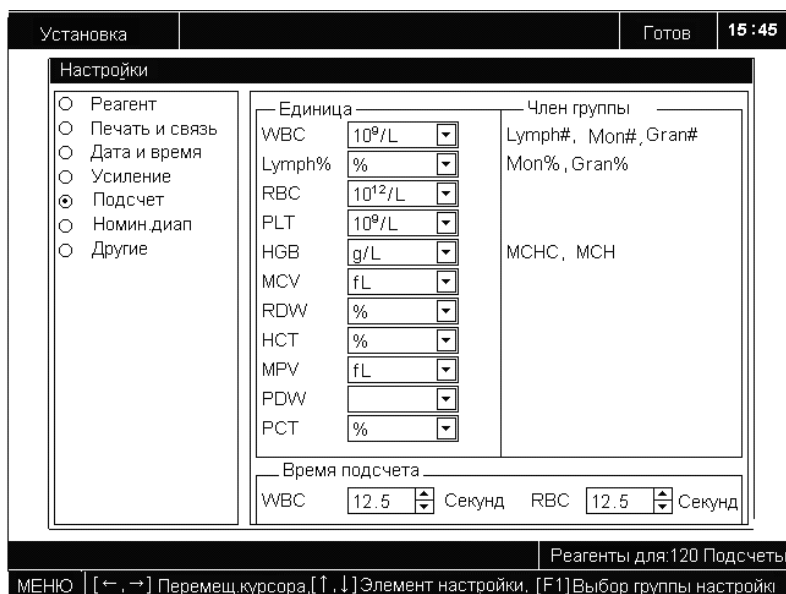 Установка
Готов
15:45
Настройки
Реагент
Печать и связь
Дата и время
Усиление
Подсчет
Номин.диап
Другие
Единица
Член группы
WBC 10⁹/L Lymph#, Mon#, Gran#
Lymph% % Mon%, Gran%
RBC 10¹²/L
PLT 10⁹/L
HGB g/L MCHC, MCH
MCV fL
RDW %
HCT %
MPV fL
PDW
PCT %
Время подсчета
WBC 12.5 Секунд RBC 12.5 Секунд
Реагенты для:120 Подсчеты
МЕНЮ [←,→] Перемещ.курсора,[↑,↓]Элемент настройки, [F1]Выбор группы настройки